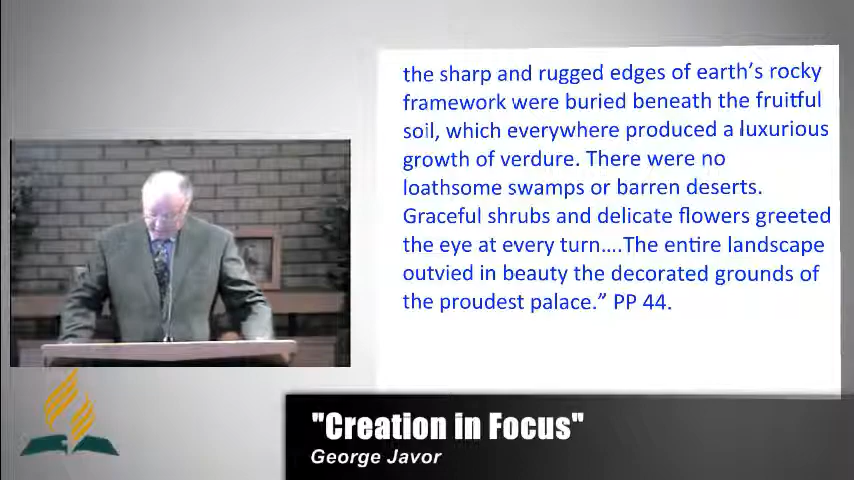 the sharp and rugged edges of earth's rocky
framework were buried beneath the fruitful
soil, which everywhere produced a luxurious
growth of verdure. There were no
loathsome swamps or barren deserts.
Graceful shrubs and delicate flowers greeted
the eye at every turn....The entire landscape
outvied in beauty the decorated grounds of
the proudest palace.” PP 44.
"Creation in Focus"
George Javor